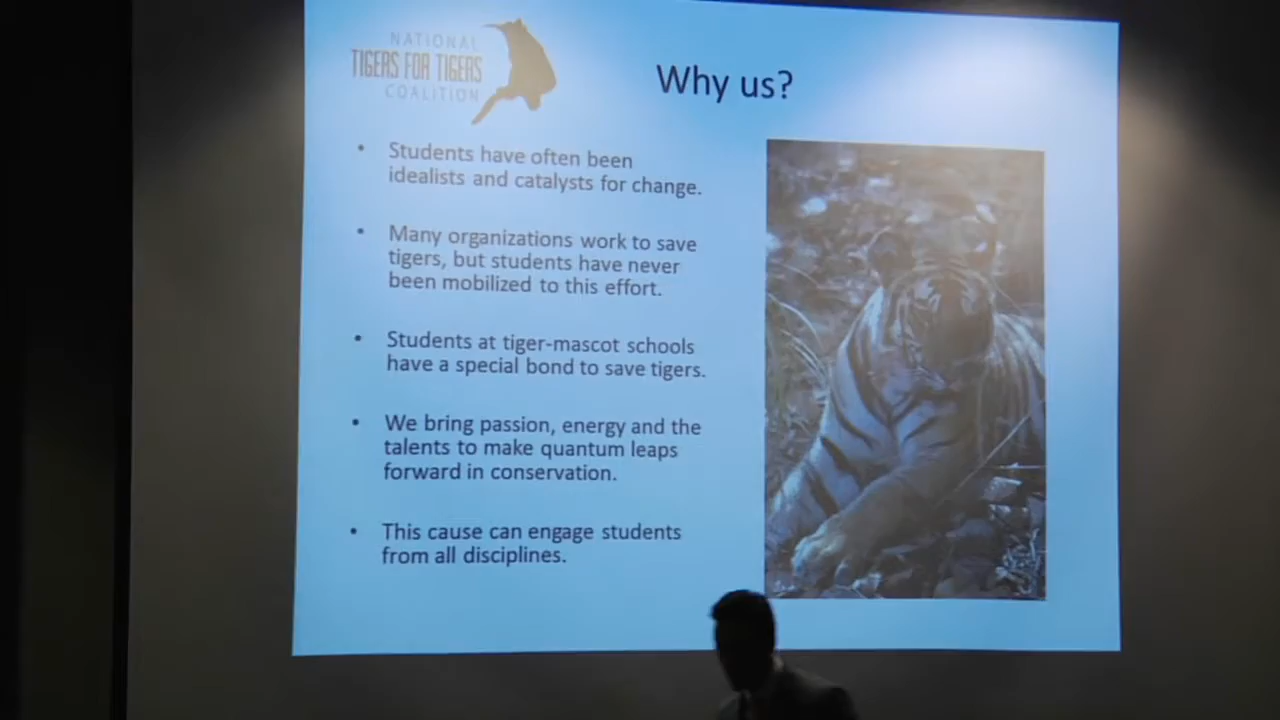 NATIONAL
TIGERS FOR TIGERS
COALITION
Why us?
• Students have often been
idealists and catalysts for change.
• Many organizations work to save
tigers, but students have never
been mobilized to this effort.
• Students at tiger-mascot schools
have a special bond to save tigers.
• We bring passion, energy and the
talents to make quantum leaps
forward in conservation.
• This cause can engage students
from all disciplines.